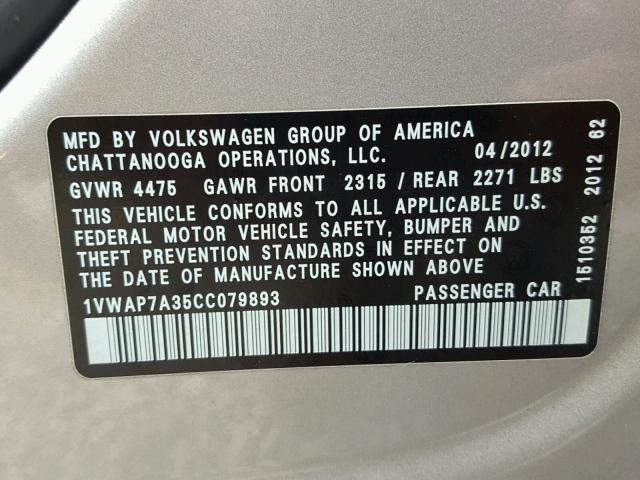 MFD BY VOLKSWAGEN GROUP OF AMERICA
CHATTANOOGA OPERATIONS, LLC. 04/2012
GVWR 4475 GAWR FRONT 2315 / REAR 2271 LBS
THIS VEHICLE CONFORMS TO ALL APPLICABLE U.S.
FEDERAL MOTOR VEHICLE SAFETY, BUMPER AND
THEFT PREVENTION STANDARDS IN EFFECT ON
THE DATE OF MANUFACTURE SHOWN ABOVE
1VWAP7A35CC079893 PASSENGER CAR
1510352 2012 62